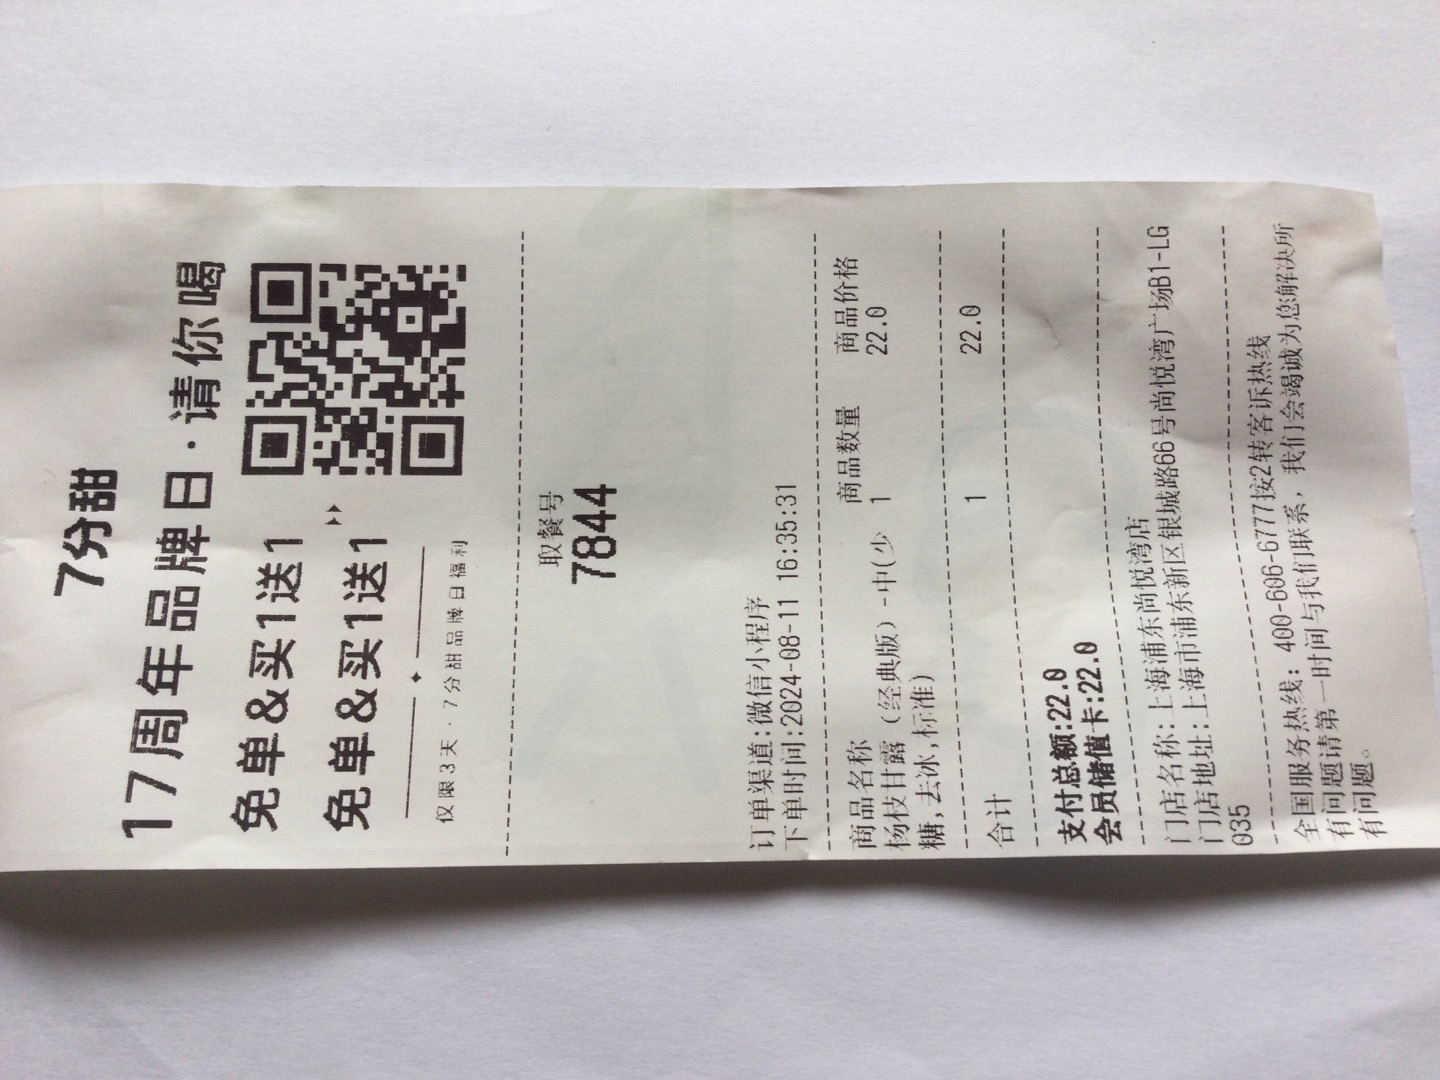 7分甜
17周年品牌日·请你喝
免单&买1送1
免单&买1送1
仅限3天·7分甜品牌日福利
取餐号
7844
订单渠道:微信小程序
下单时间:2024-08-11 16:35:31
商品名称 商品数量 商品价格
杨枝甘露（经典版）-中(少 1 22.0
糖,去冰,标准)
合计 1 22.0
支付总额:22.0
会员储值卡:22.0
门店名称:上海浦东尚悦湾店
门店地址:上海市浦东新区银城路66号尚悦湾广场B1-LG
035
全国服务热线: 400-606-6777按2转客诉热线
有问题请第一时间与我们联系, 我们会竭诚为您解决所
有问题。